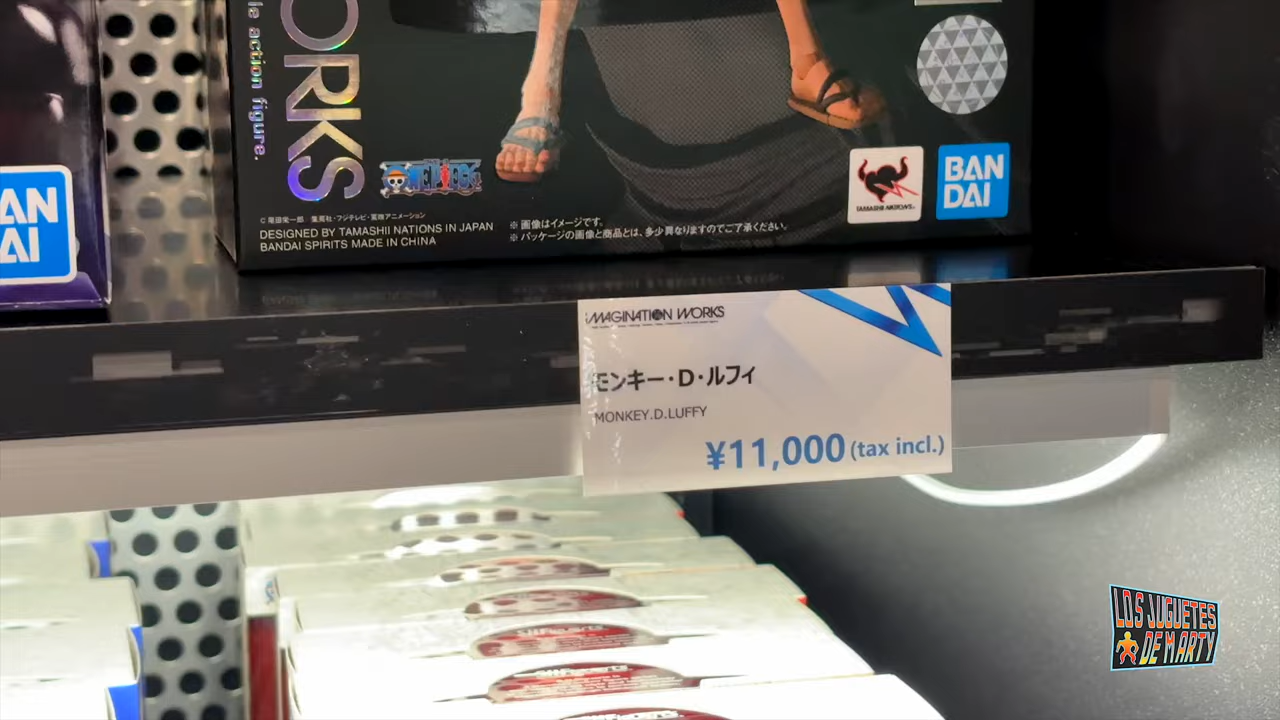 ORKS
le action figure.
ONE PIECE
© 尾田栄一郎/集英社・フジテレビ・東映アニメーション
DESIGNED BY TAMASHII NATIONS IN JAPAN
BANDAI SPIRITS MADE IN CHINA
※画像はイメージです。
※パッケージの画像と商品とは、多少異なりますのでご了承ください。
TAMASHII NATIONS
BAN
DAI
AN
AI
IMAGINATION WORKS
モンキー・D・ルフィ
MONKEY.D.LUFFY
¥11,000 (tax incl.)
S.H.Figuarts
LOS JUGUETES
DE MARTY